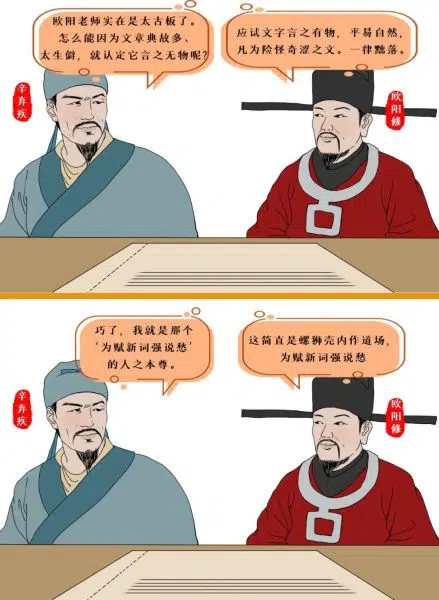 欧阳老师实在是太古板了。
怎么能因为文章典故多、
太生僻，就认定它言之无物呢?
应试文字言之有物，平易自然，
凡为险怪奇涩之文。一律黜落。
辛弃疾
欧阳修
巧了，我就是那个
‘为赋新词强说愁’
的人之本尊。
这简直是螺狮壳内作道场，
为赋新词强说愁
辛弃疾
欧阳修